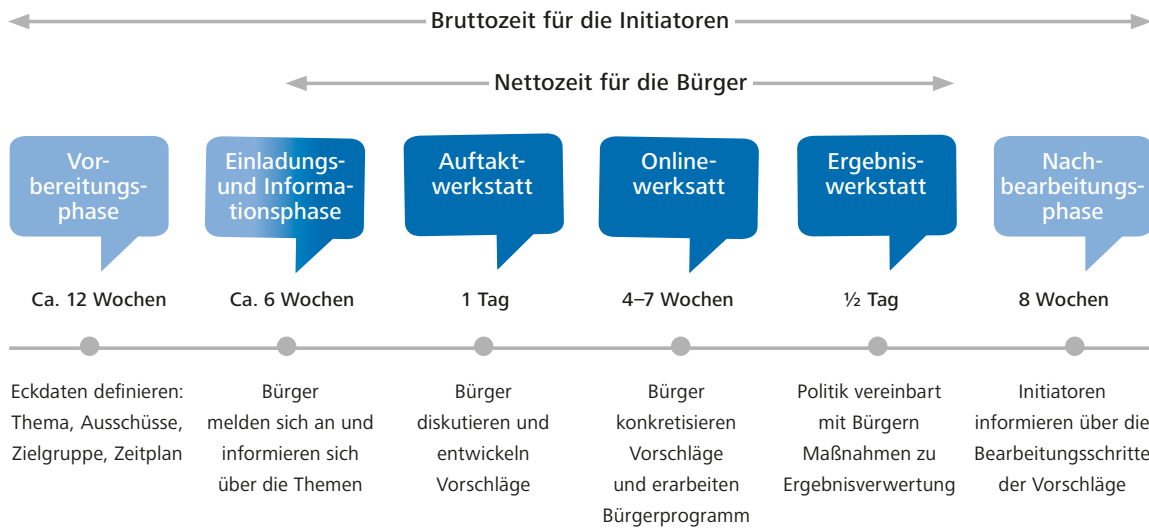 Bruttozeit für die Initiatoren
Nettozeit für die Bürger
Vor-
bereitungs-
phase
Einladungs-
und Informa-
tionsphase
Auftakt-
werkstatt
Online-
werksatt
Ergebnis-
werkstatt
Nach-
bearbeitungs-
phase
Ca. 12 Wochen
Ca. 6 Wochen
1 Tag
4–7 Wochen
½ Tag
8 Wochen
Eckdaten definieren:
Thema, Ausschüsse,
Zielgruppe, Zeitplan
Bürger
melden sich an und
informieren sich
über die Themen
Bürger
diskutieren und
entwickeln
Vorschläge
Bürger
konkretisieren
Vorschläge
und erarbeiten
Bürgerprogramm
Politik vereinbart
mit Bürgern
Maßnahmen zu
Ergebnisverwertung
Initiatoren
informieren über die
Bearbeitungsschritte
der Vorschläge